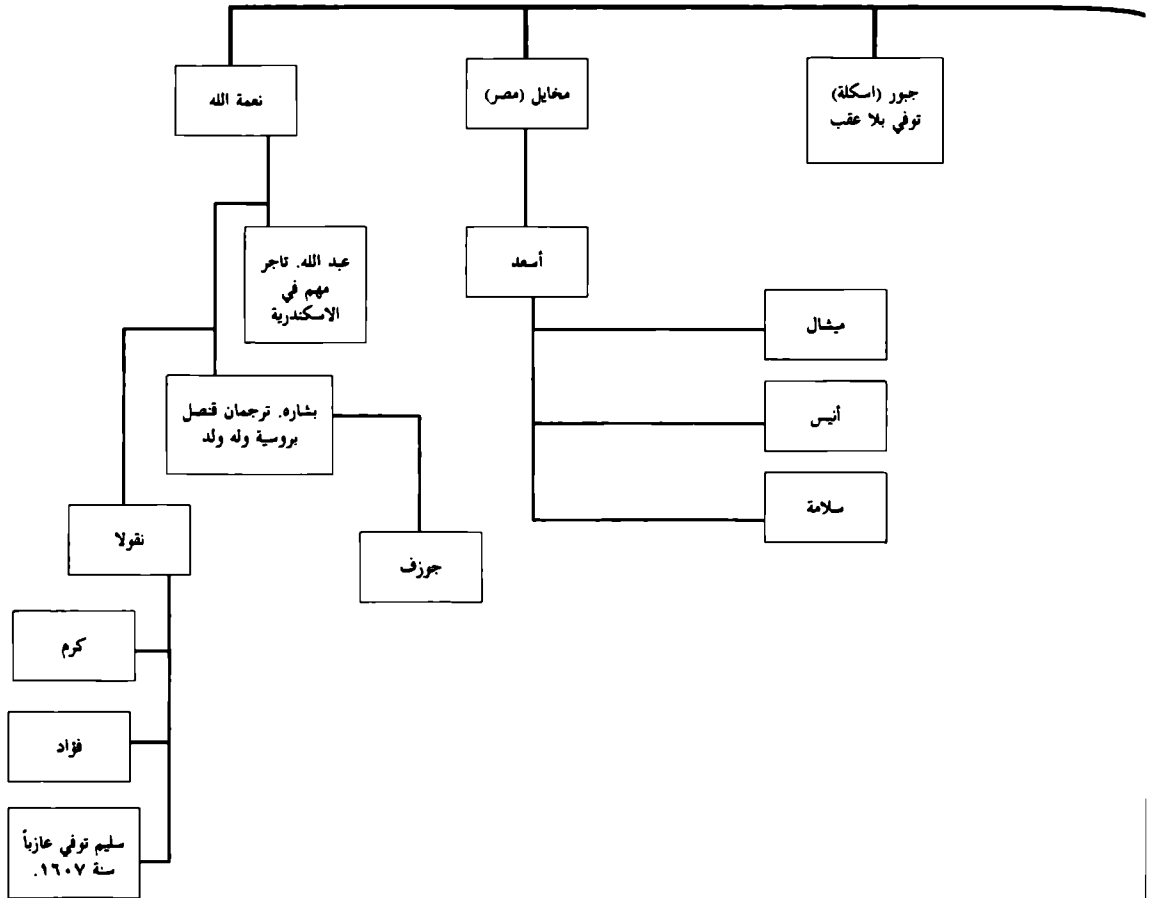 جبور (اسكلة)
توفي بلا عقب
مخايل (مصر)
نعمة الله
أسعد
عبد الله. تاجر
مهم في
الاسكندرية
ميشال
بشاره. ترجمان قنصل
بروسية وله ولد
أنيس
سلامة
نقولا
جوزف
كرم
فؤاد
سليم توفي عازباً
سنة ١٦٠٧.